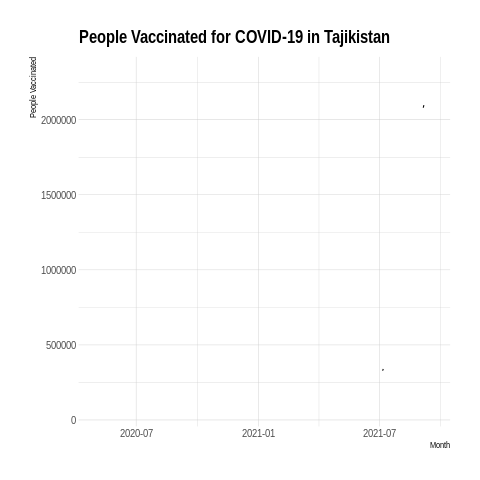 People Vaccinated for COVID-19 in Tajikistan
People Vaccinated
2000000
1500000
1000000
500000
0
2020-07
2021-01
2021-07
Month